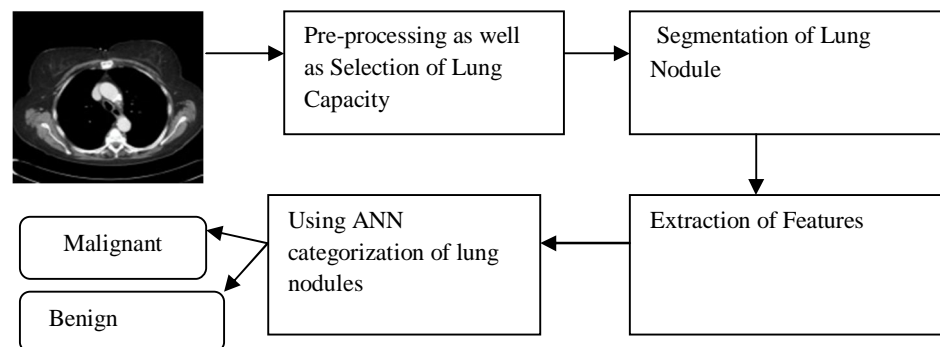 Pre-processing as well
as Selection of Lung
Capacity
Segmentation of Lung
Nodule
Extraction of Features
Using ANN
categorization of lung
nodules
Malignant
Benign